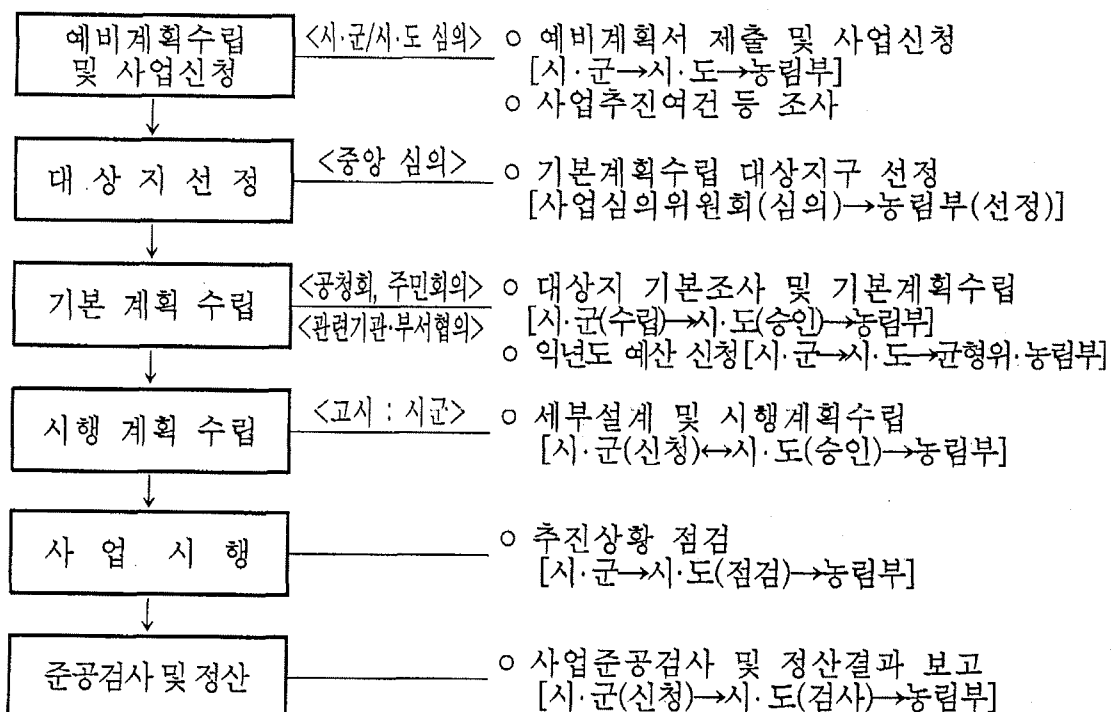 예비계획수립
및 사업신청
<시·군/시·도 심의>
○ 예비계획서 제출 및 사업신청
[시·군→시·도→농림부]
○ 사업추진여건 등 조사
대 상 지 선 정
<중앙 심의>
○ 기본계획수립 대상지구 선정
[사업심의위원회(심의)→농림부(선정)]
기본 계획 수립
<공청회, 주민회의>
<관련기관·부서협의>
○ 대상지 기본조사 및 기본계획수립
[시·군(수립)→시·도(승인)→농림부]
○ 익년도 예산 신청[시·군→시·도→균형위·농림부]
시행 계획 수립
<고시 : 시군>
○ 세부설계 및 시행계획수립
[시·군(신청)↔시·도(승인)→농림부]
사 업 시 행
○ 추진상황 점검
[시·군→시·도(점검)→농림부]
준공검사 및 정산
○ 사업준공검사 및 정산결과 보고
[시·군(신청)→시·도(검사)→농림부]